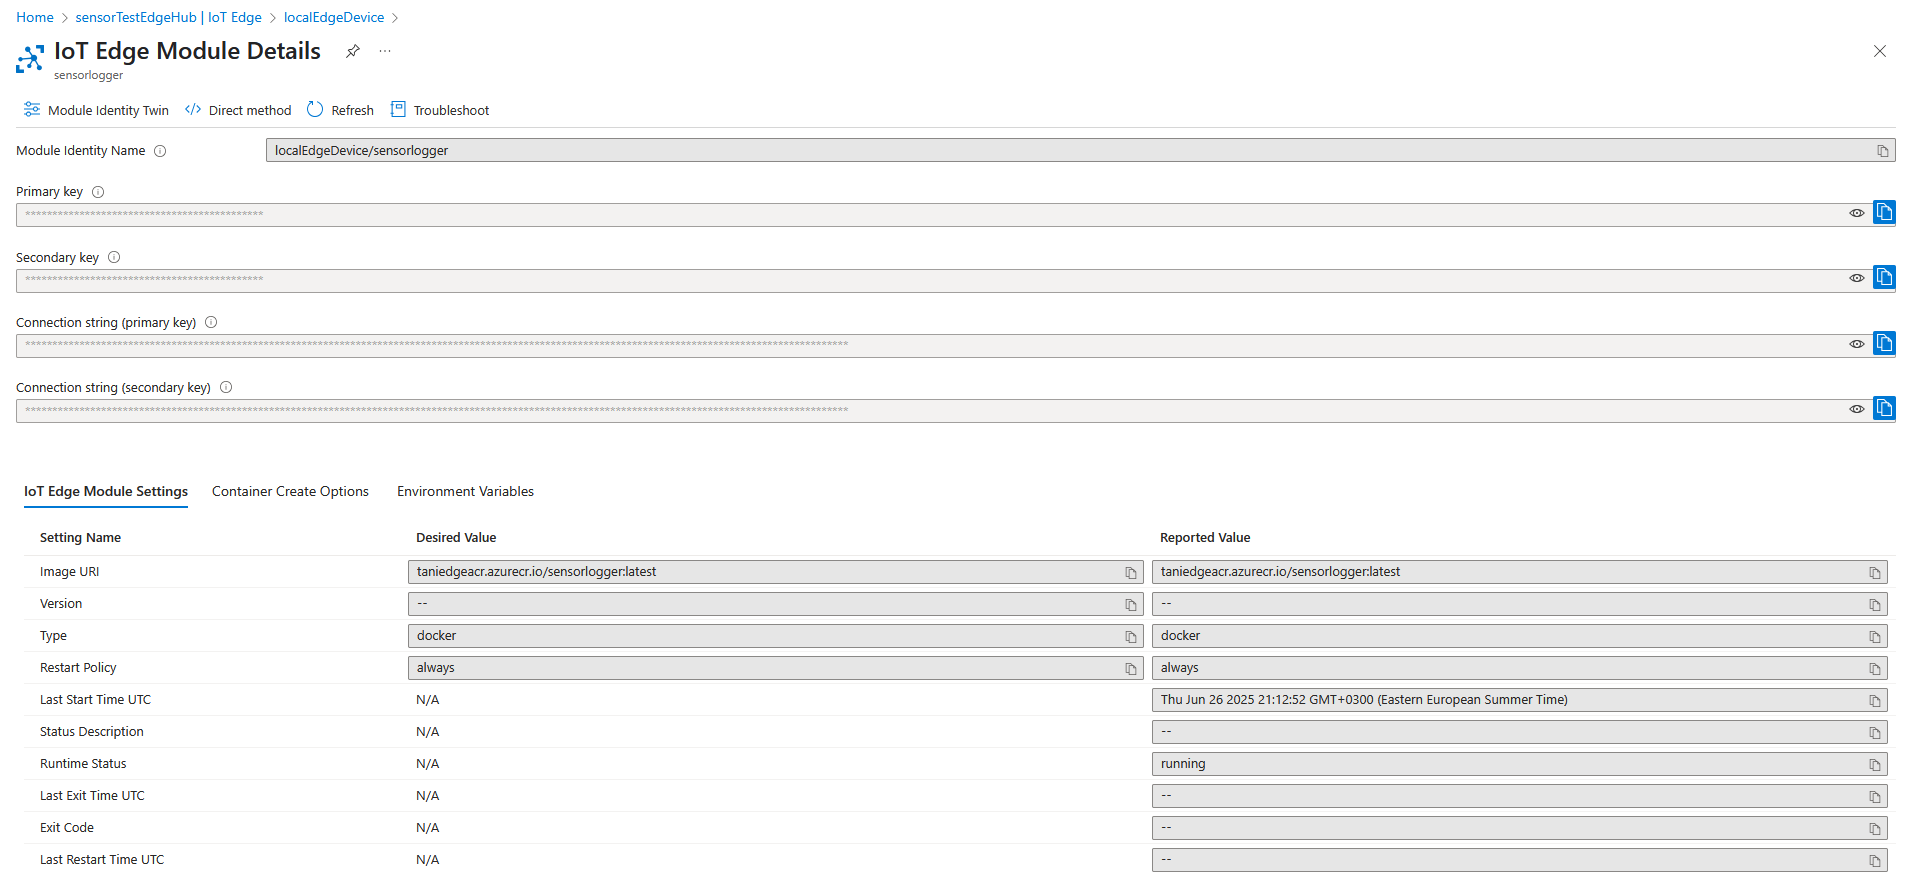 Home > sensorTestEdgeHub | IoT Edge > localEdgeDevice >
IoT Edge Module Details
sensorlogger
Module Identity Twin Direct method Refresh Troubleshoot
Module Identity Name localEdgeDevice/sensorlogger
Primary key
********************************************
Secondary key
********************************************
Connection string (primary key)
********************************************************************************************************************************************************
Connection string (secondary key)
********************************************************************************************************************************************************
IoT Edge Module Settings Container Create Options Environment Variables
Setting Name Desired Value Reported Value
Image URI taniedgeacr.azurecr.io/sensorlogger:latest taniedgeacr.azurecr.io/sensorlogger:latest
Version -- --
Type docker docker
Restart Policy always always
Last Start Time UTC N/A Thu Jun 26 2025 21:12:52 GMT+0300 (Eastern European Summer Time)
Status Description N/A --
Runtime Status N/A running
Last Exit Time UTC N/A --
Exit Code N/A --
Last Restart Time UTC N/A --